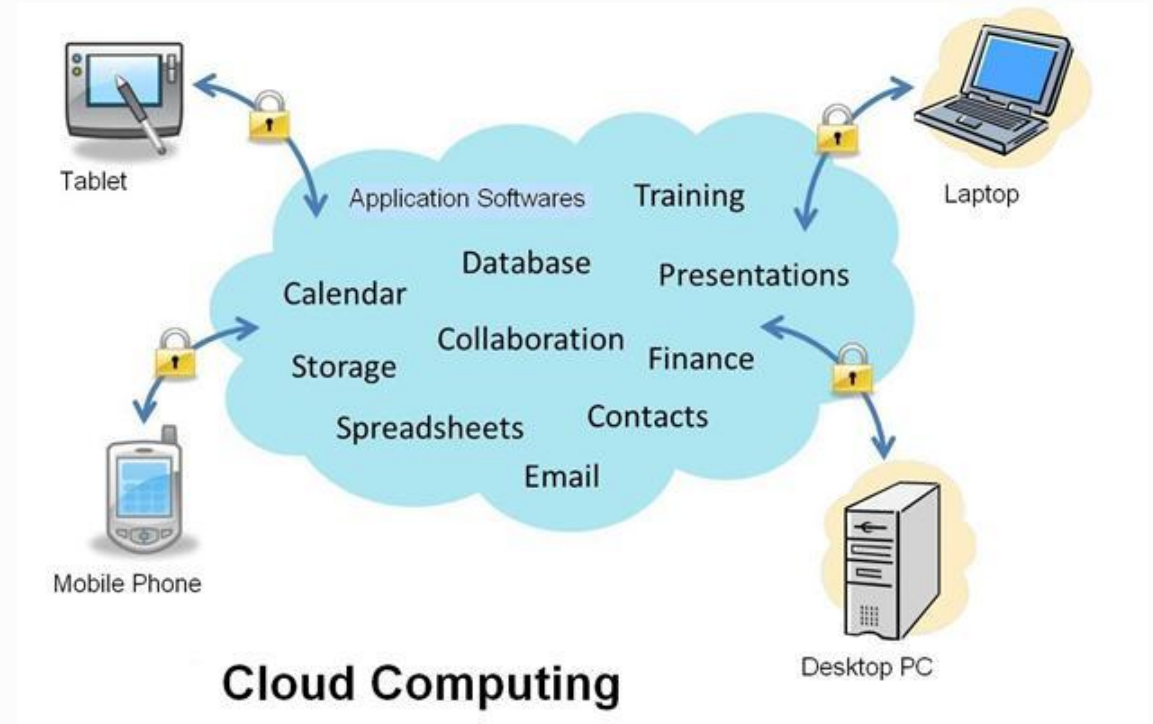 Tablet
Application Softwares
Training
Laptop
Database
Presentations
Calendar
Collaboration
Finance
Storage
Contacts
Spreadsheets
Email
Mobile Phone
Desktop PC
Cloud Computing